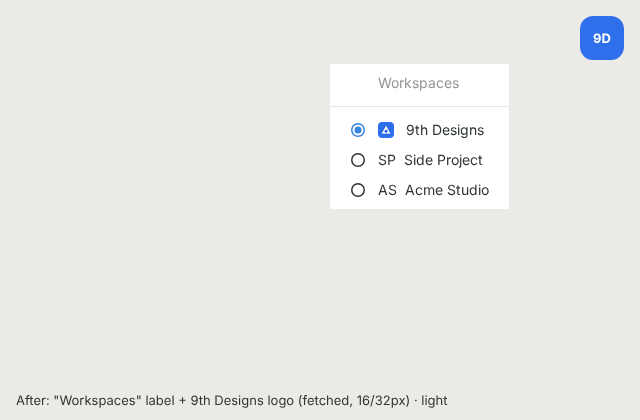 9D
Workspaces
9th Designs
SP Side Project
AS Acme Studio
After: "Workspaces" label + 9th Designs logo (fetched, 16/32px) · light